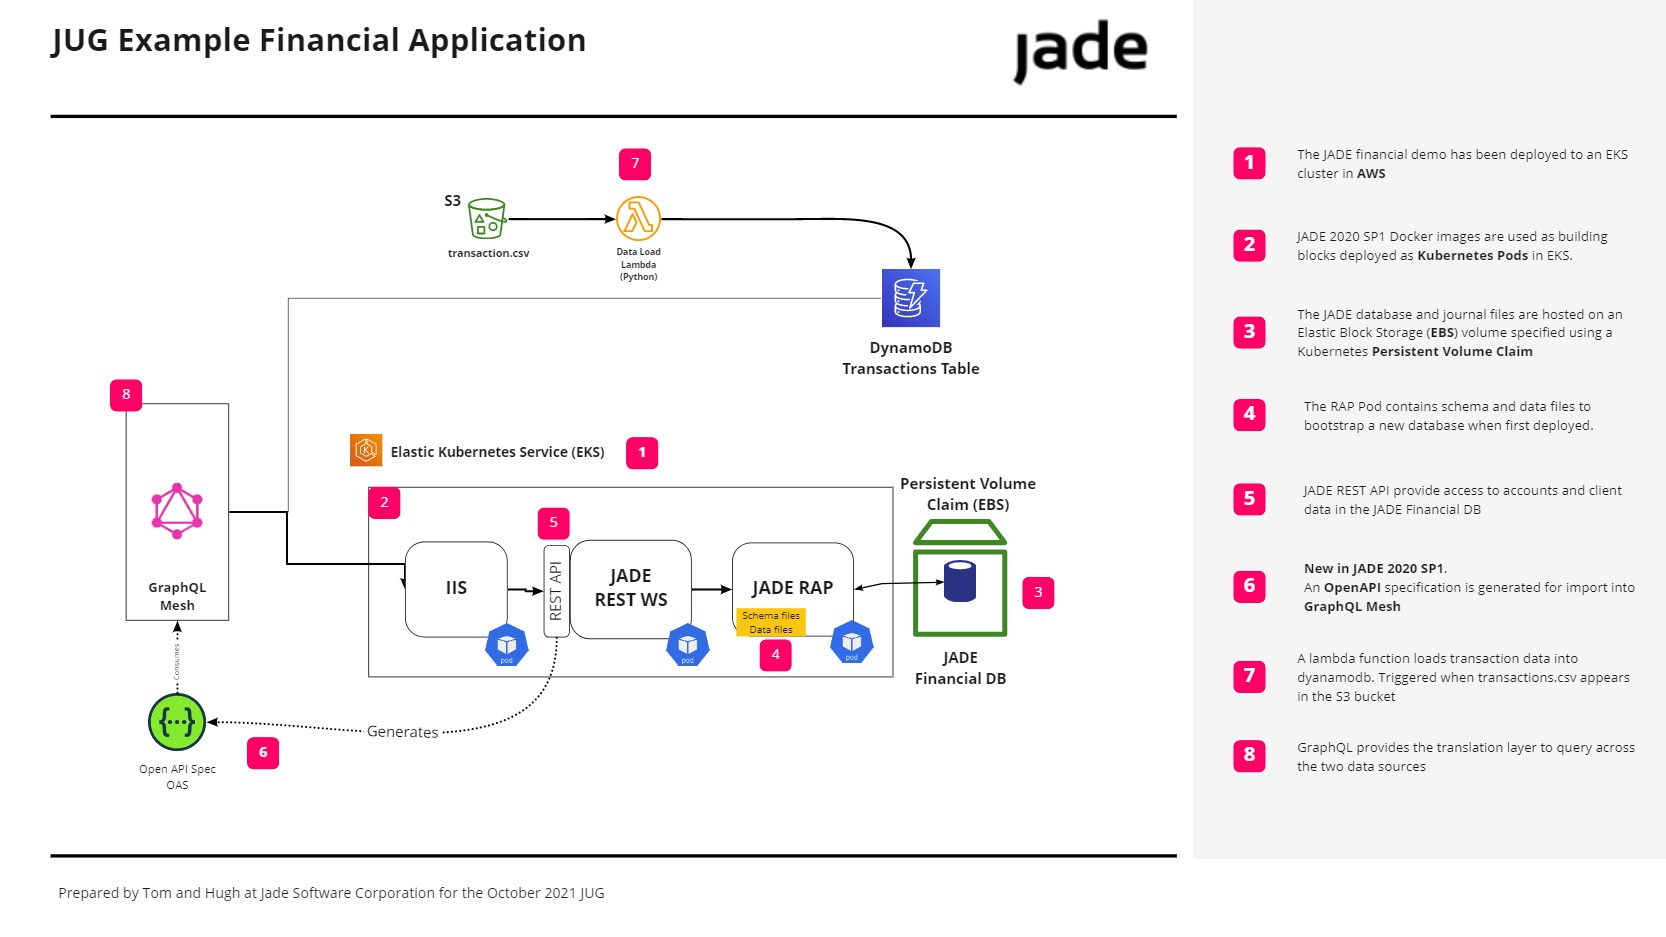 JUG Example Financial Application
jade
7
S3
transaction.csv
Data Load
Lambda
(Python)
DynamoDB
Transactions Table
8
GraphQL
Mesh
Elastic Kubernetes Service (EKS)
1
2
5
IIS
pod
REST API
JADE
REST WS
pod
JADE RAP
Schema files
Data files
pod
4
Persistent Volume
Claim (EBS)
3
JADE
Financial DB
Consumes
Generates
6
Open API Spec
OAS
1
The JADE financial demo has been deployed to an EKS
cluster in AWS
2
JADE 2020 SP1 Docker images are used as building
blocks deployed as Kubernetes Pods in EKS.
3
The JADE database and journal files are hosted on an
Elastic Block Storage (EBS) volume specified using a
Kubernetes Persistent Volume Claim
4
The RAP Pod contains schema and data files to
bootstrap a new database when first deployed.
5
JADE REST API provide access to accounts and client
data in the JADE Financial DB
6
New in JADE 2020 SP1.
An OpenAPI specification is generated for import into
GraphQL Mesh
7
A lambda function loads transaction data into
dyanamodb. Triggered when transactions.csv appears
in the S3 bucket
8
GraphQL provides the translation layer to query across
the two data sources
Prepared by Tom and Hugh at Jade Software Corporation for the October 2021 JUG